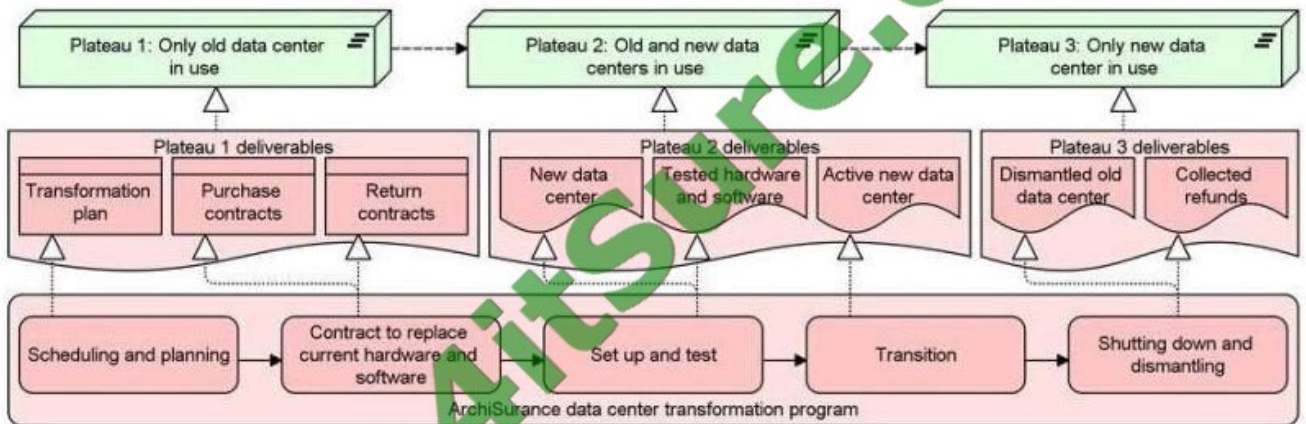 Plateau 1: Only old data center
in use
Plateau 2: Old and new data
centers in use
Plateau 3: Only new data
center in use
Plateau 1 deliverables
Transformation
plan
Purchase
contracts
Return
contracts
Plateau 2 deliverables
New data
center
Tested hardware
and software
Active new data
center
Plateau 3 deliverables
Dismantled old
data center
Collected
refunds
Scheduling and planning
Contract to replace
current hardware and
software
Set up and test
Transition
Shutting down and
dismantling
ArchiSurance data center transformation program
4itSure.